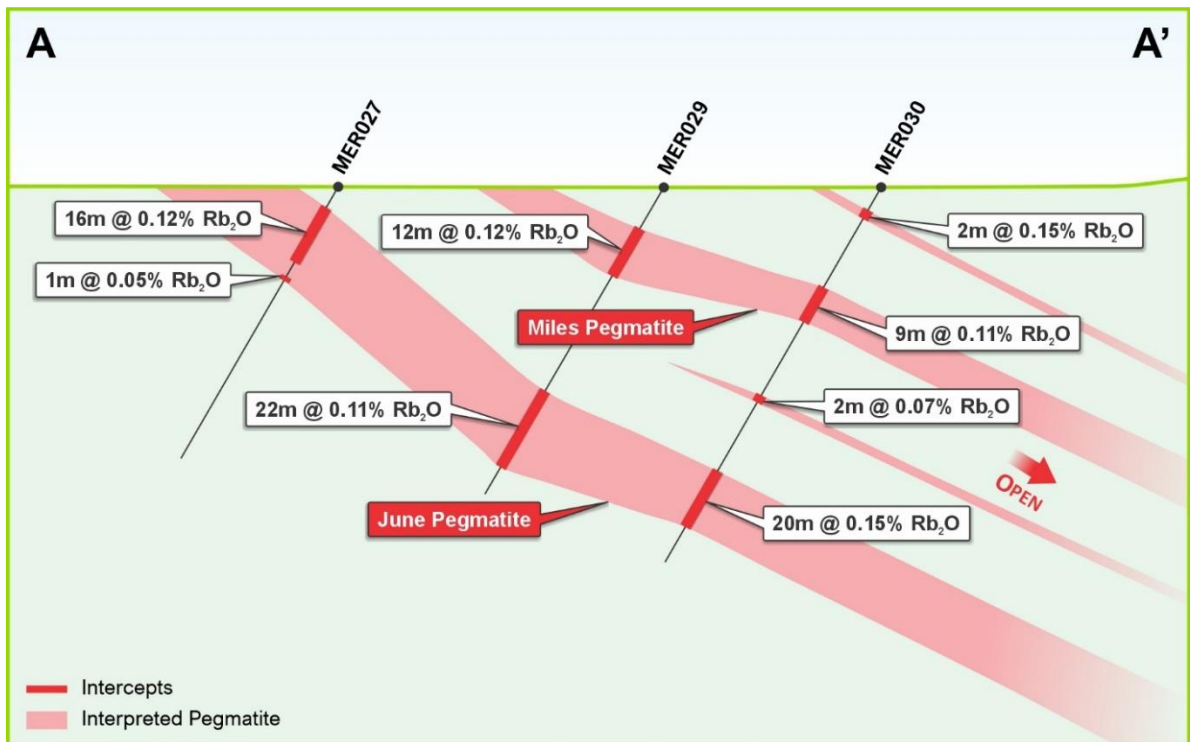 A
A’
MER027
MER029
MER030
16m @ 0.12% Rb₂O
12m @ 0.12% Rb₂O
2m @ 0.15% Rb₂O
1m @ 0.05% Rb₂O
Miles Pegmatite
9m @ 0.11% Rb₂O
22m @ 0.11% Rb₂O
2m @ 0.07% Rb₂O
OPEN
June Pegmatite
20m @ 0.15% Rb₂O
Intercepts
Interpreted Pegmatite